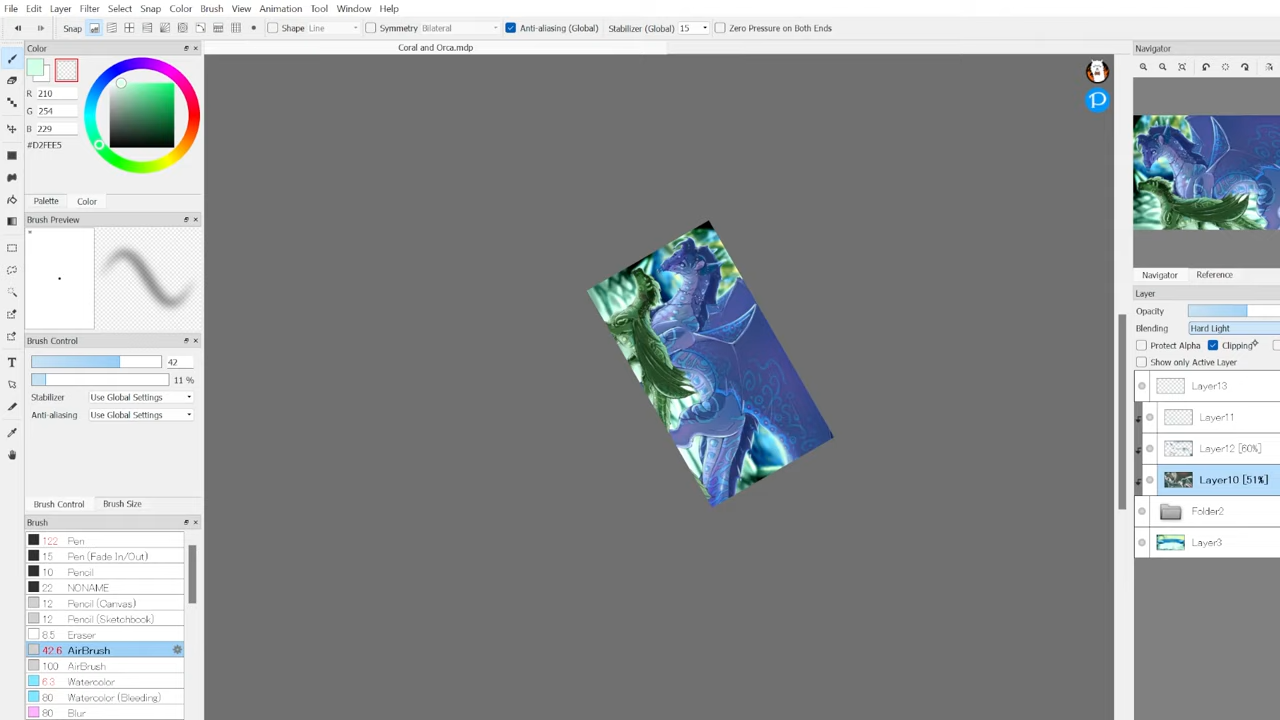 File Edit Layer Filter Select Snap Color Brush View Animation Tool Window Help
Snap Shape Line Symmetry Bilateral Anti-aliasing (Global) Stabilizer (Global) 15 Zero Pressure on Both Ends
Color
Coral and Orca.mdp
Navigator
R 210
G 254
B 229
#D2FEE5
Palette Color
Brush Preview
Brush Control
42
11 %
Stabilizer Use Global Settings
Anti-aliasing Use Global Settings
Brush Control Brush Size
Brush
122 Pen
15 Pen (Fade In/Out)
10 Pencil
22 NONAME
12 Pencil (Canvas)
12 Pencil (Sketchbook)
8.5 Eraser
42.6 AirBrush
100 AirBrush
6.3 Watercolor
80 Watercolor (Bleeding)
80 Blur
Navigator Reference
Layer
Opacity
Blending Hard Light
Protect Alpha Clipping
Show only Active Layer
Layer13
Layer11
Layer12 [60%]
Layer10 [51%]
Folder2
Layer3